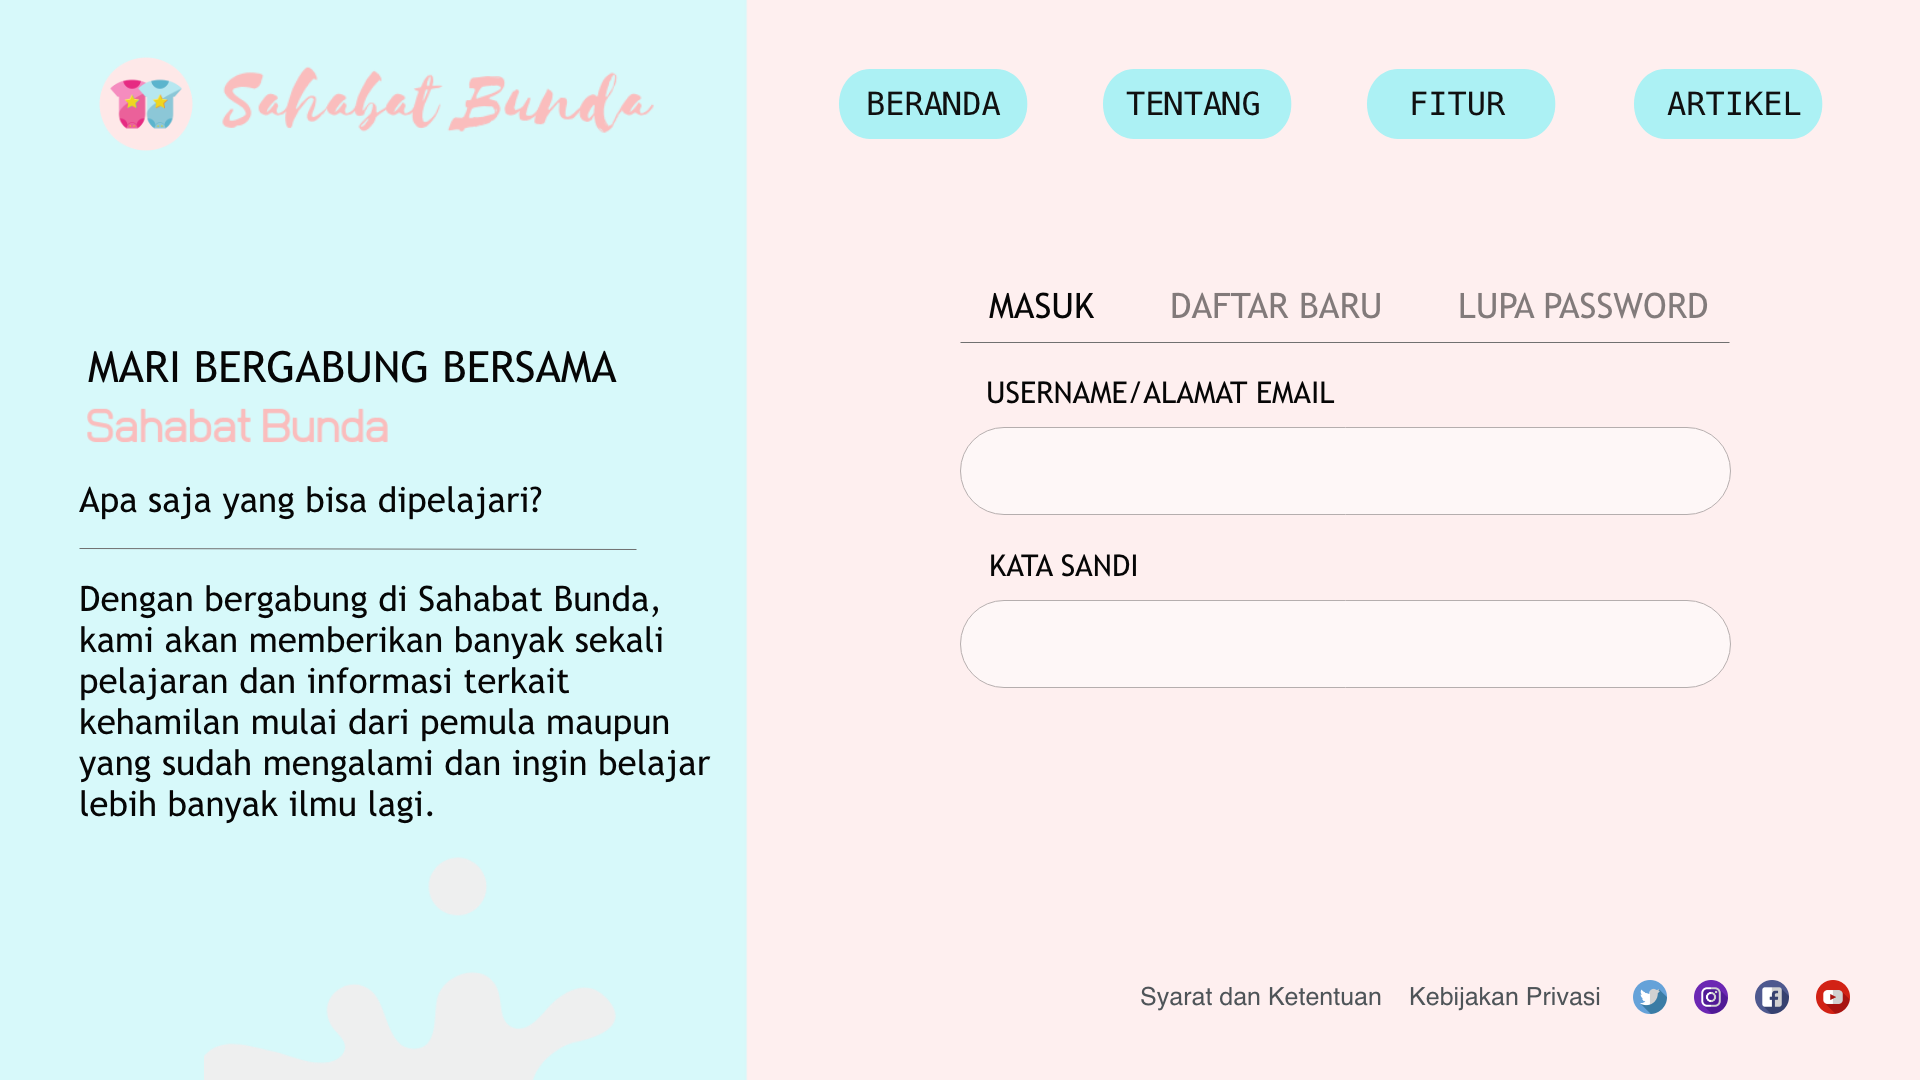 Sahabat Bunda
BERANDA TENTANG FITUR ARTIKEL
MARI BERGABUNG BERSAMA
Sahabat Bunda
Apa saja yang bisa dipelajari?
Dengan bergabung di Sahabat Bunda,
kami akan memberikan banyak sekali
pelajaran dan informasi terkait
kehamilan mulai dari pemula maupun
yang sudah mengalami dan ingin belajar
lebih banyak ilmu lagi.
MASUK DAFTAR BARU LUPA PASSWORD
USERNAME/ALAMAT EMAIL
KATA SANDI
Syarat dan Ketentuan Kebijakan Privasi